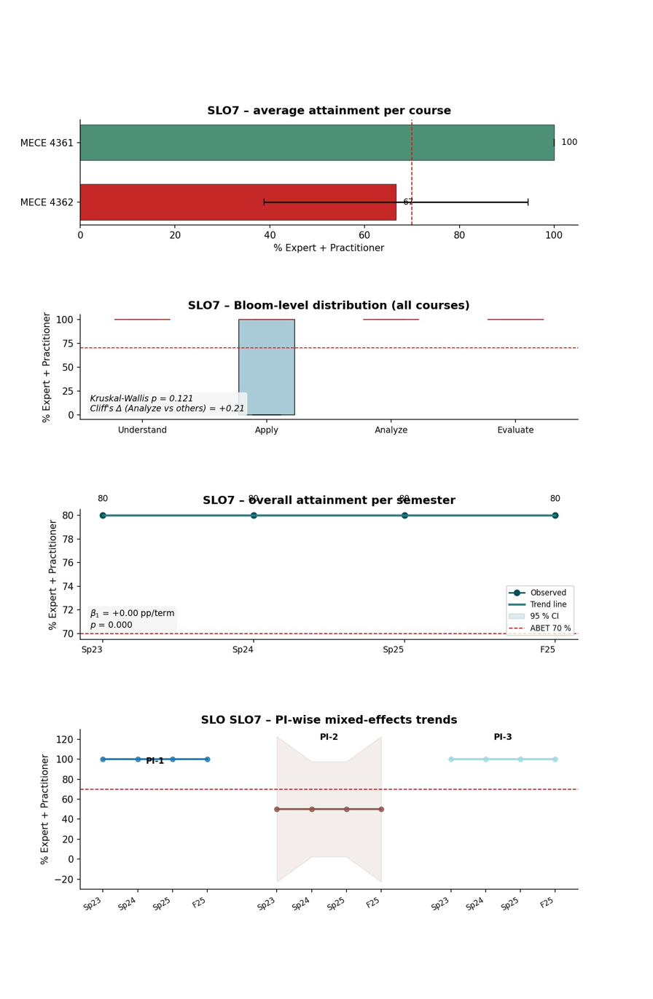 SLO7 – average attainment per course
MECE 4361
100
MECE 4362
67
0 20 40 60 80 100
% Expert + Practitioner
SLO7 – Bloom-level distribution (all courses)
% Expert + Practitioner
100
75
50
25
0
Kruskal-Wallis p = 0.121
Cliff's Δ (Analyze vs others) = +0.21
Understand Apply Analyze Evaluate
SLO7 – overall attainment per semester
80 80 80 80
% Expert + Practitioner
80
78
76
74
72
70
β₁ = +0.00 pp/term
p = 0.000
Observed
Trend line
95 % CI
ABET 70 %
Sp23 Sp24 Sp25 F25
SLO SLO7 – PI-wise mixed-effects trends
% Expert + Practitioner
120
100
80
60
40
20
0
−20
PI-1 PI-2 PI-3
Sp23 Sp24 Sp25 F25 Sp23 Sp24 Sp25 F25 Sp23 Sp24 Sp25 F25